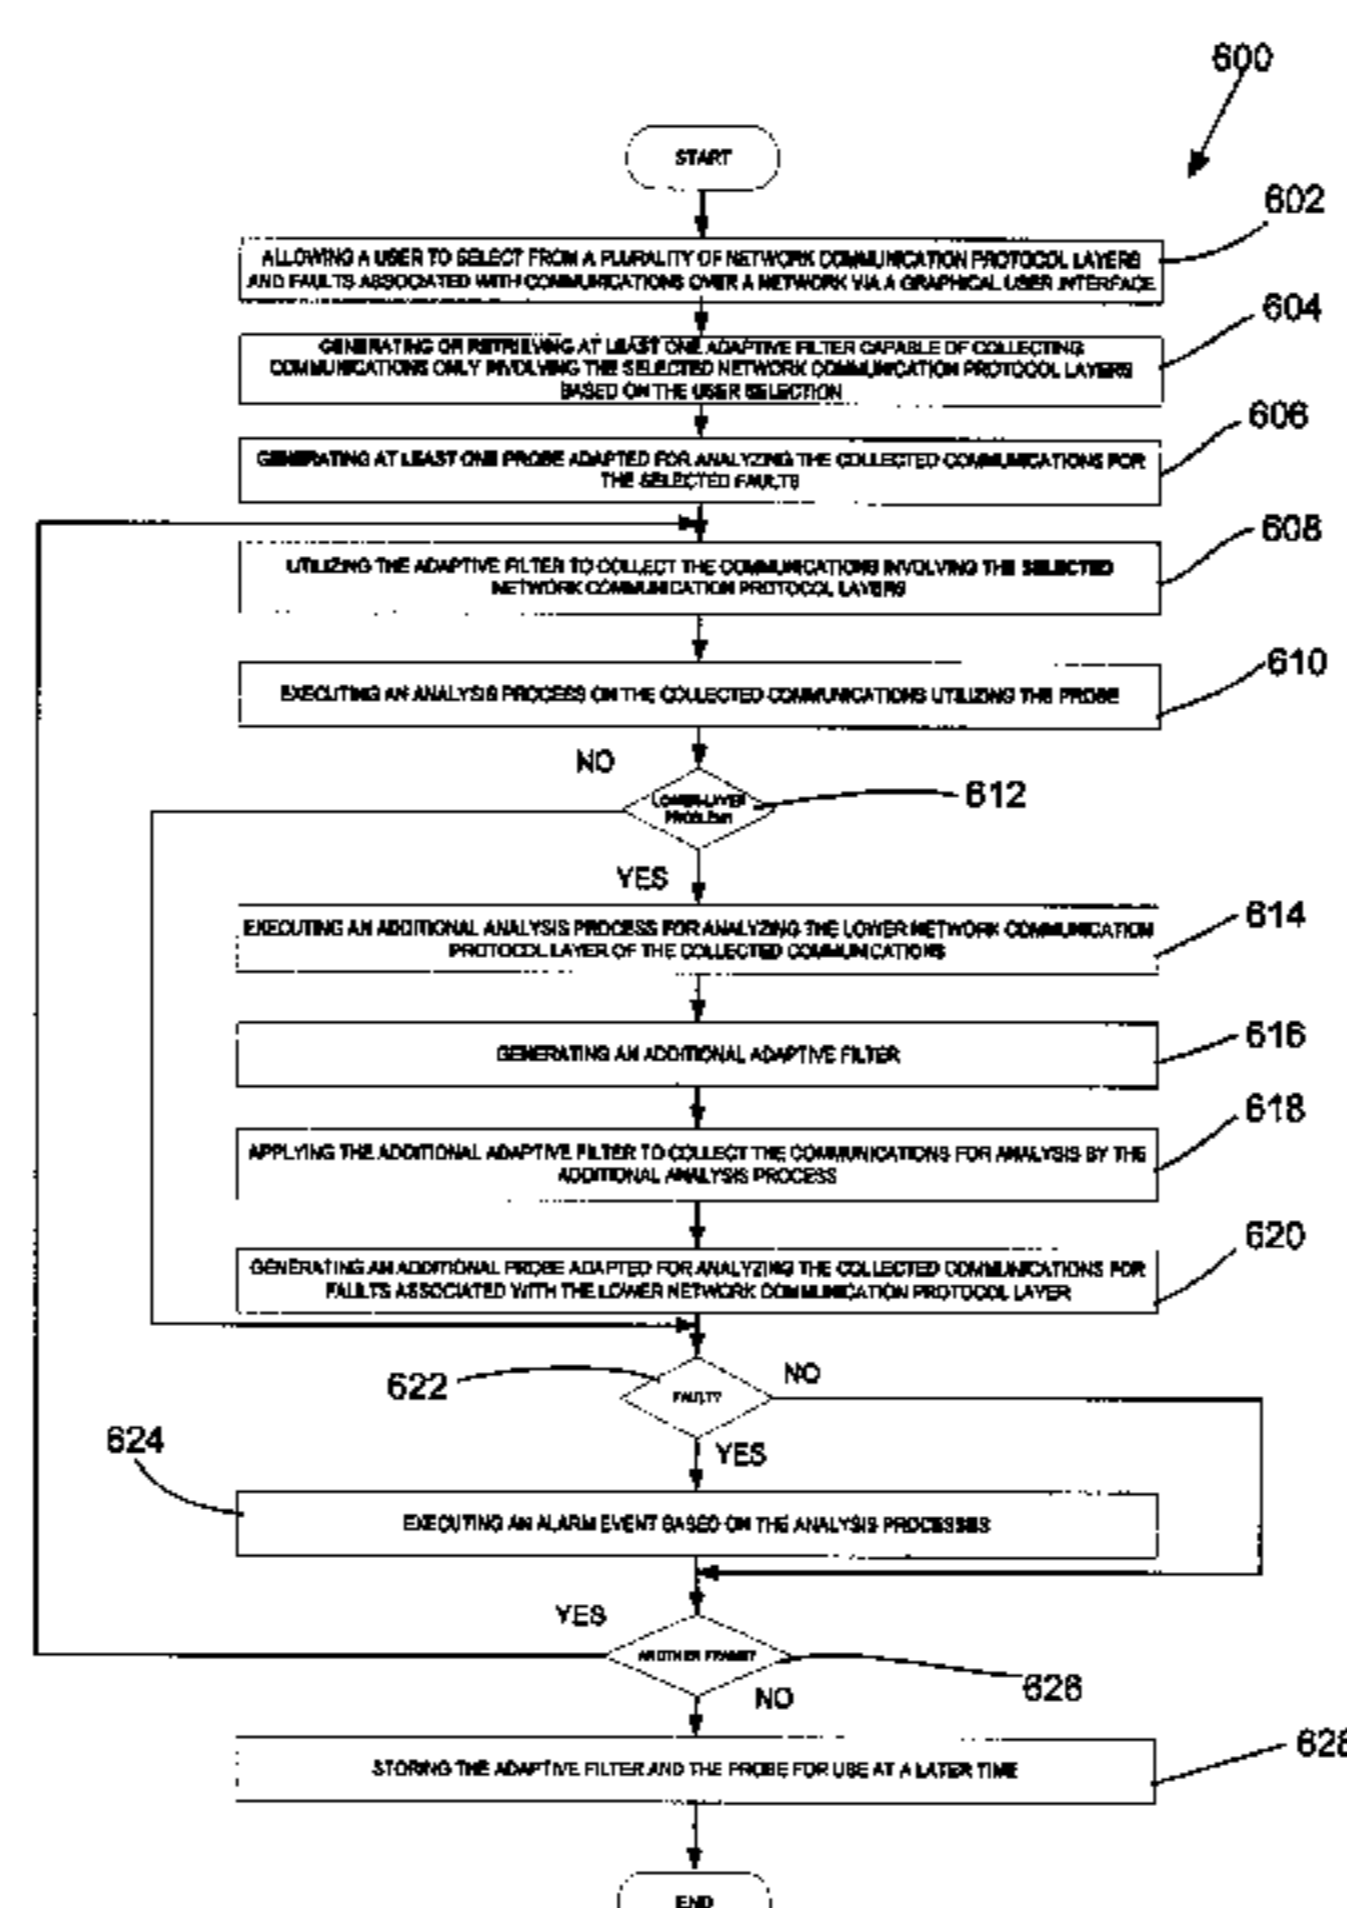 600
START
602
ALLOWING A USER TO SELECT FROM A PLURALITY OF NETWORK COMMUNICATION PROTOCOL LAYERS
AND FAULTS ASSOCIATED WITH COMMUNICATIONS OVER A NETWORK VIA A GRAPHICAL USER INTERFACE
604
GENERATING OR RETRIEVING AT LEAST ONE ADAPTIVE FILTER CAPABLE OF COLLECTING
COMMUNICATIONS ONLY INVOLVING THE SELECTED NETWORK COMMUNICATION PROTOCOL LAYERS
BASED ON THE USER SELECTION
606
GENERATING AT LEAST ONE PROBE ADAPTED FOR ANALYZING THE COLLECTED COMMUNICATIONS FOR
THE SELECTED FAULTS
608
UTILIZING THE ADAPTIVE FILTER TO COLLECT THE COMMUNICATIONS INVOLVING THE SELECTED
NETWORK COMMUNICATION PROTOCOL LAYERS
610
EXECUTING AN ANALYSIS PROCESS ON THE COLLECTED COMMUNICATIONS UTILIZING THE PROBE
NO
612
LOWER-LAYER
PROBLEM?
YES
614
EXECUTING AN ADDITIONAL ANALYSIS PROCESS FOR ANALYZING THE LOWER NETWORK COMMUNICATION
PROTOCOL LAYER OF THE COLLECTED COMMUNICATIONS
616
GENERATING AN ADDITIONAL ADAPTIVE FILTER
618
APPLYING THE ADDITIONAL ADAPTIVE FILTER TO COLLECT THE COMMUNICATIONS FOR ANALYSIS BY THE
ADDITIONAL ANALYSIS PROCESS
620
GENERATING AN ADDITIONAL PROBE ADAPTED FOR ANALYZING THE COLLECTED COMMUNICATIONS FOR
FAULTS ASSOCIATED WITH THE LOWER NETWORK COMMUNICATION PROTOCOL LAYER
622
FAULT?
NO
YES
624
EXECUTING AN ALARM EVENT BASED ON THE ANALYSIS PROCESSES
YES
ANOTHER FRAME?
626
NO
628
STORING THE ADAPTIVE FILTER AND THE PROBE FOR USE AT A LATER TIME
END